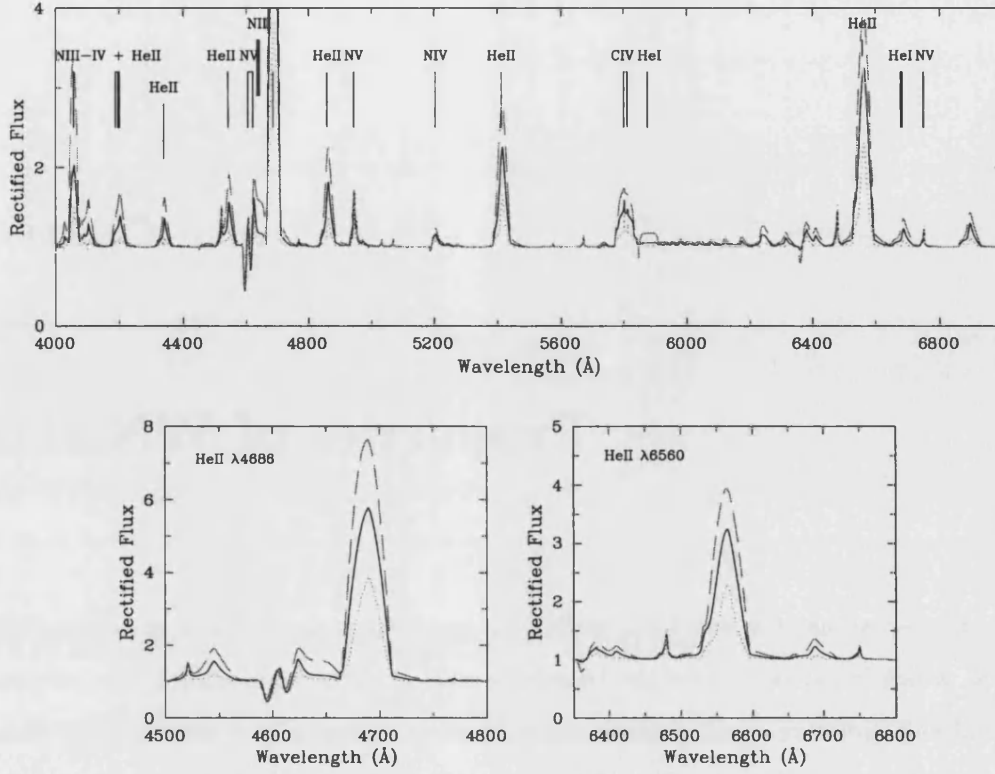 NIII
HeII
NIII-IV + HeII
HeII NV
HeII NV
NIV
HeII
CIV HeI
HeI NV
HeII
4
2
0
Rectified Flux
4000 4400 4800 5200 5600 6000 6400 6800
Wavelength (Å)
8
6
4
2
0
Rectified Flux
HeII λ4686
4500 4600 4700 4800
Wavelength (Å)
5
4
3
2
1
0
Rectified Flux
HeII λ6560
6400 6500 6600 6700 6800
Wavelength (Å)